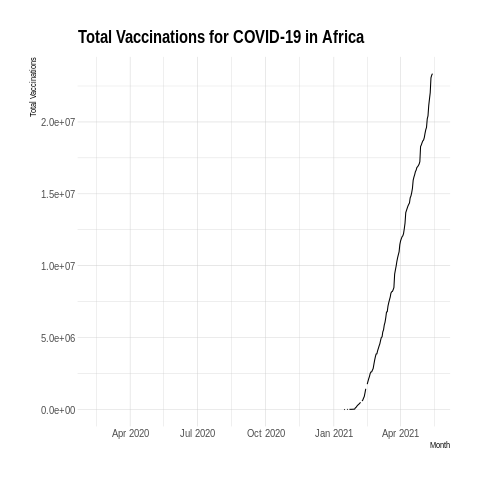 Total Vaccinations for COVID-19 in Africa
Total Vaccinations
2.0e+07
1.5e+07
1.0e+07
5.0e+06
0.0e+00
Apr 2020 Jul 2020 Oct 2020 Jan 2021 Apr 2021
Month